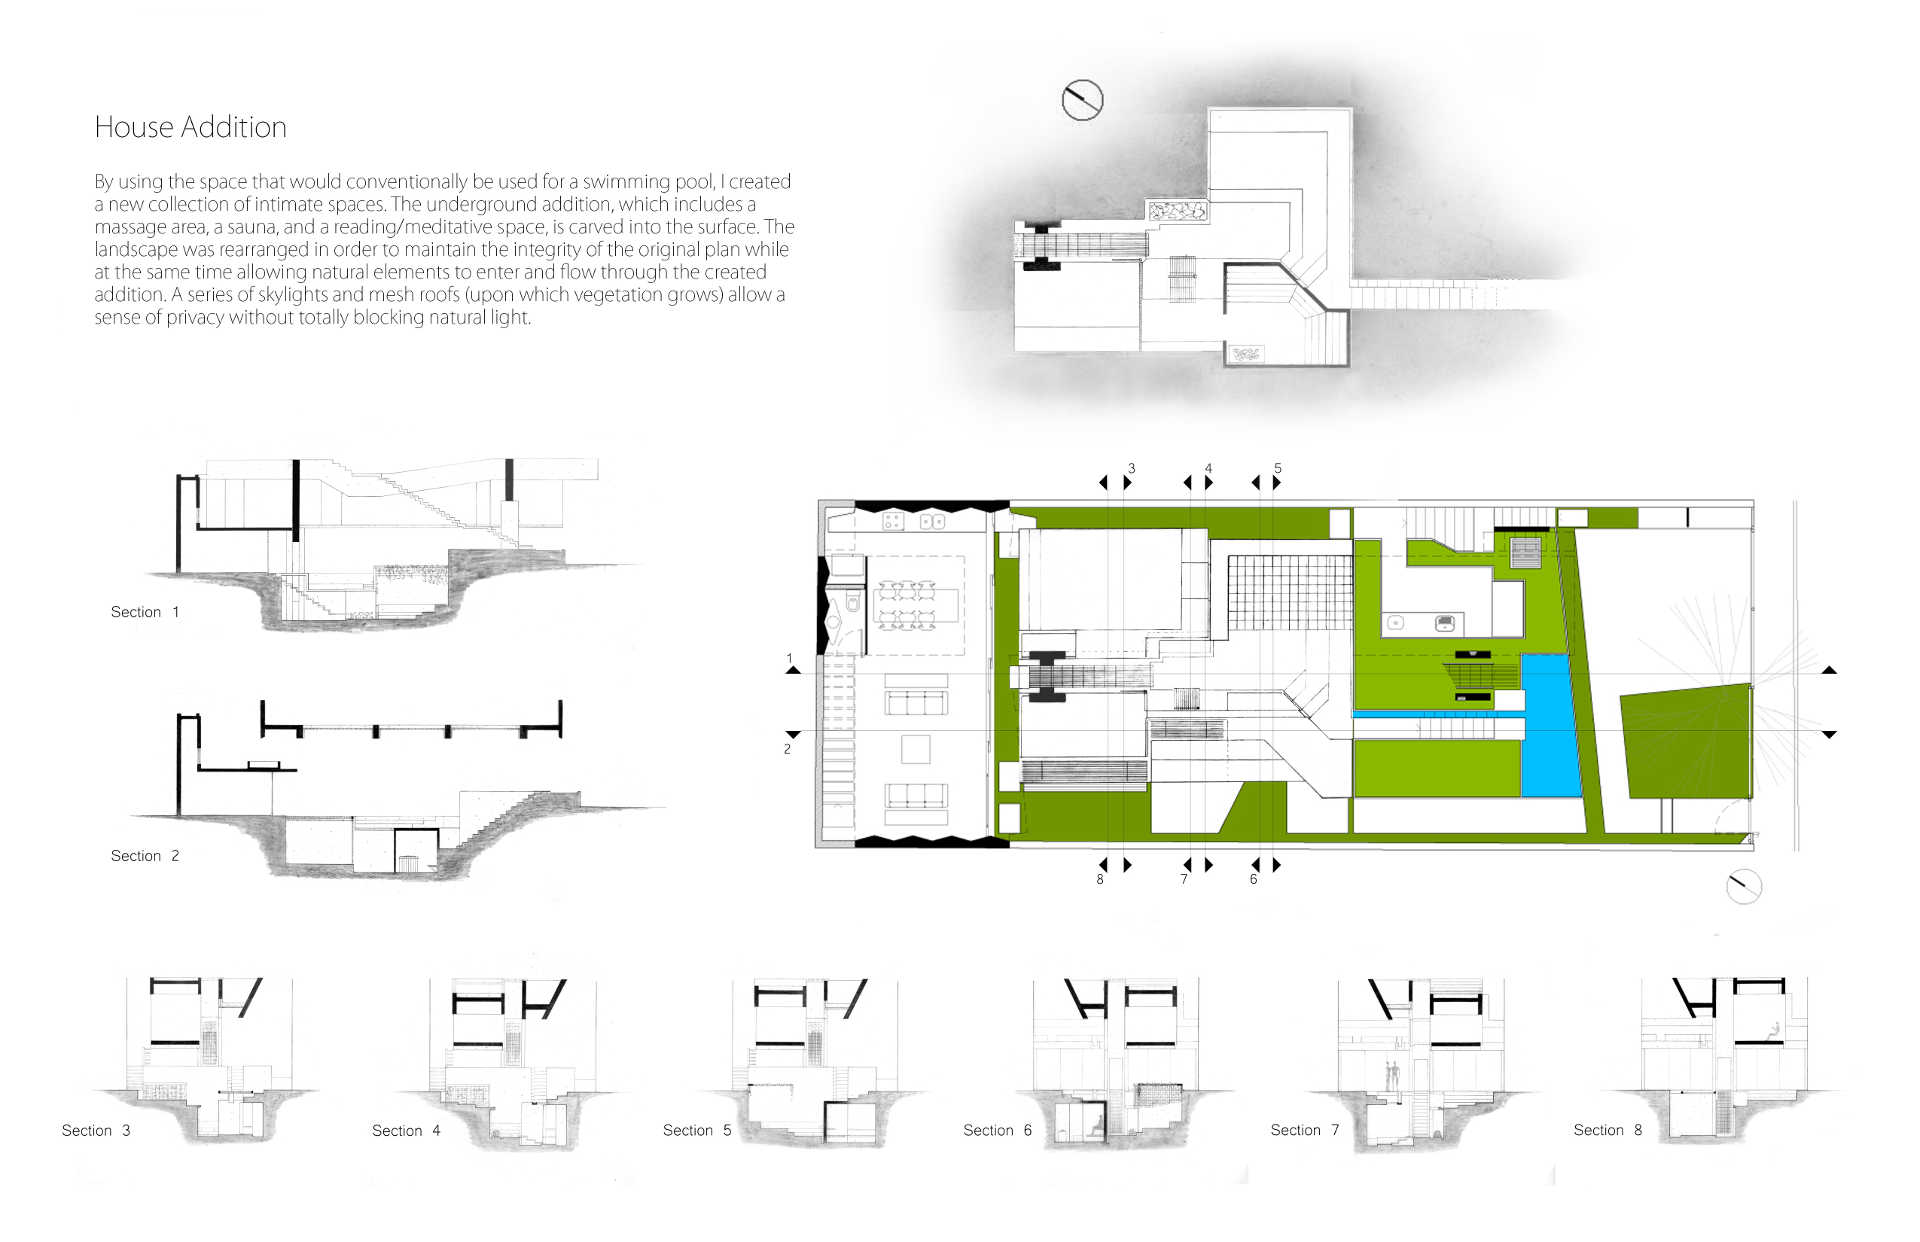 House Addition
By using the space that would conventionally be used for a swimming pool, I created
a new collection of intimate spaces. The underground addition, which includes a
massage area, a sauna, and a reading/meditative space, is carved into the surface. The
landscape was rearranged in order to maintain the integrity of the original plan while
at the same time allowing natural elements to enter and flow through the created
addition. A series of skylights and mesh roofs (upon which vegetation grows) allow a
sense of privacy without totally blocking natural light.
3 4 5
Section 1
1
2
Section 2
8 7 6
Section 3
Section 4
Section 5
Section 6
Section 7
Section 8